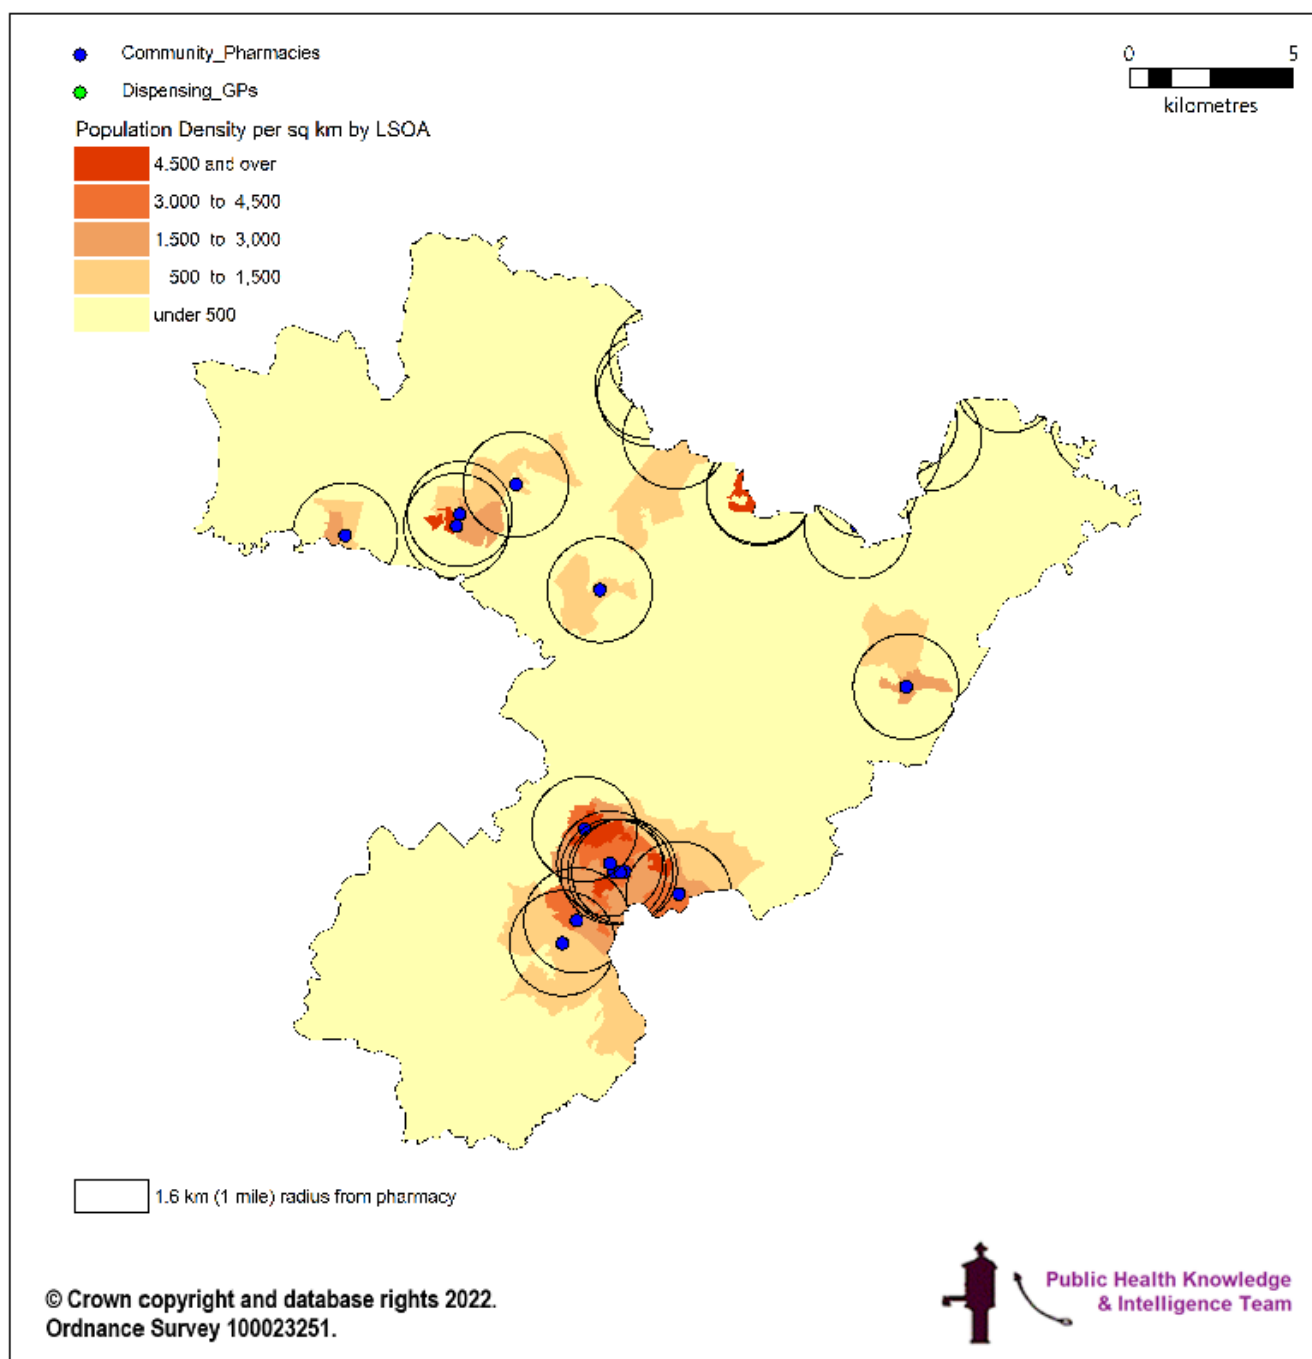 Community_Pharmacies
Dispensing_GPs
Population Density per sq km by LSOA
4,500 and over
3,000 to 4,500
1,500 to 3,000
500 to 1,500
under 500
0 5
kilometres
1.6 km (1 mile) radius from pharmacy
© Crown copyright and database rights 2022.
Ordnance Survey 100023251.
Public Health Knowledge
& Intelligence Team